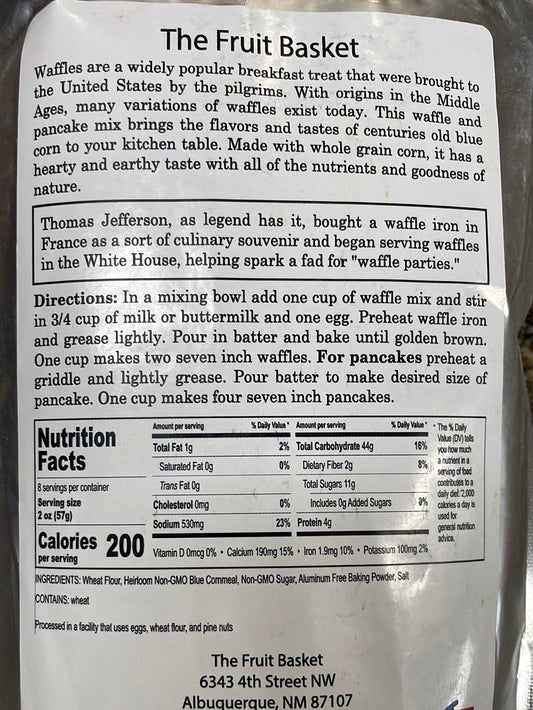 The Fruit Basket
Waffles are a widely popular breakfast treat that were brought to
the United States by the pilgrims. With origins in the Middle
Ages, many variations of waffles exist today. This waffle and
pancake mix brings the flavors and tastes of centuries old blue
corn to your kitchen table. Made with whole grain corn, it has a
hearty and earthy taste with all of the nutrients and goodness of
nature.
Thomas Jefferson, as legend has it, bought a waffle iron in
France as a sort of culinary souvenir and began serving waffles
in the White House, helping spark a fad for "waffle parties."
Directions: In a mixing bowl add one cup of waffle mix and stir
in 3/4 cup of milk or buttermilk and one egg. Preheat waffle iron
and grease lightly. Pour in batter and bake until golden brown.
One cup makes two seven inch waffles. For pancakes preheat a
griddle and lightly grease. Pour batter to make desired size of
pancake. One cup makes four seven inch pancakes.
Nutrition
Facts
8 servings per container
Serving size
2 oz (57g)
Calories 200
per serving
Amount per serving % Daily Value*
Total Fat 1g 2%
Saturated Fat 0g 0%
Trans Fat 0g
Cholesterol 0mg 0%
Sodium 530mg 23%
Amount per serving % Daily Value*
Total Carbohydrate 44g 16%
Dietary Fiber 2g 8%
Total Sugars 11g
Includes 0g Added Sugars 0%
Protein 4g
Vitamin D 0mcg 0% • Calcium 190mg 15% • Iron 1.9mg 10% • Potassium 100mg 2%
* The % Daily
Value (DV) tells
you how much
a nutrient in a
serving of food
contributes to a
daily diet. 2,000
calories a day is
used for
general nutrition
advice.
INGREDIENTS: Wheat Flour, Heirloom Non-GMO Blue Cornmeal, Non-GMO Sugar, Aluminum Free Baking Powder, Salt
CONTAINS: wheat
Processed in a facility that uses eggs, wheat flour, and pine nuts
The Fruit Basket
6343 4th Street NW
Albuquerque, NM 87107